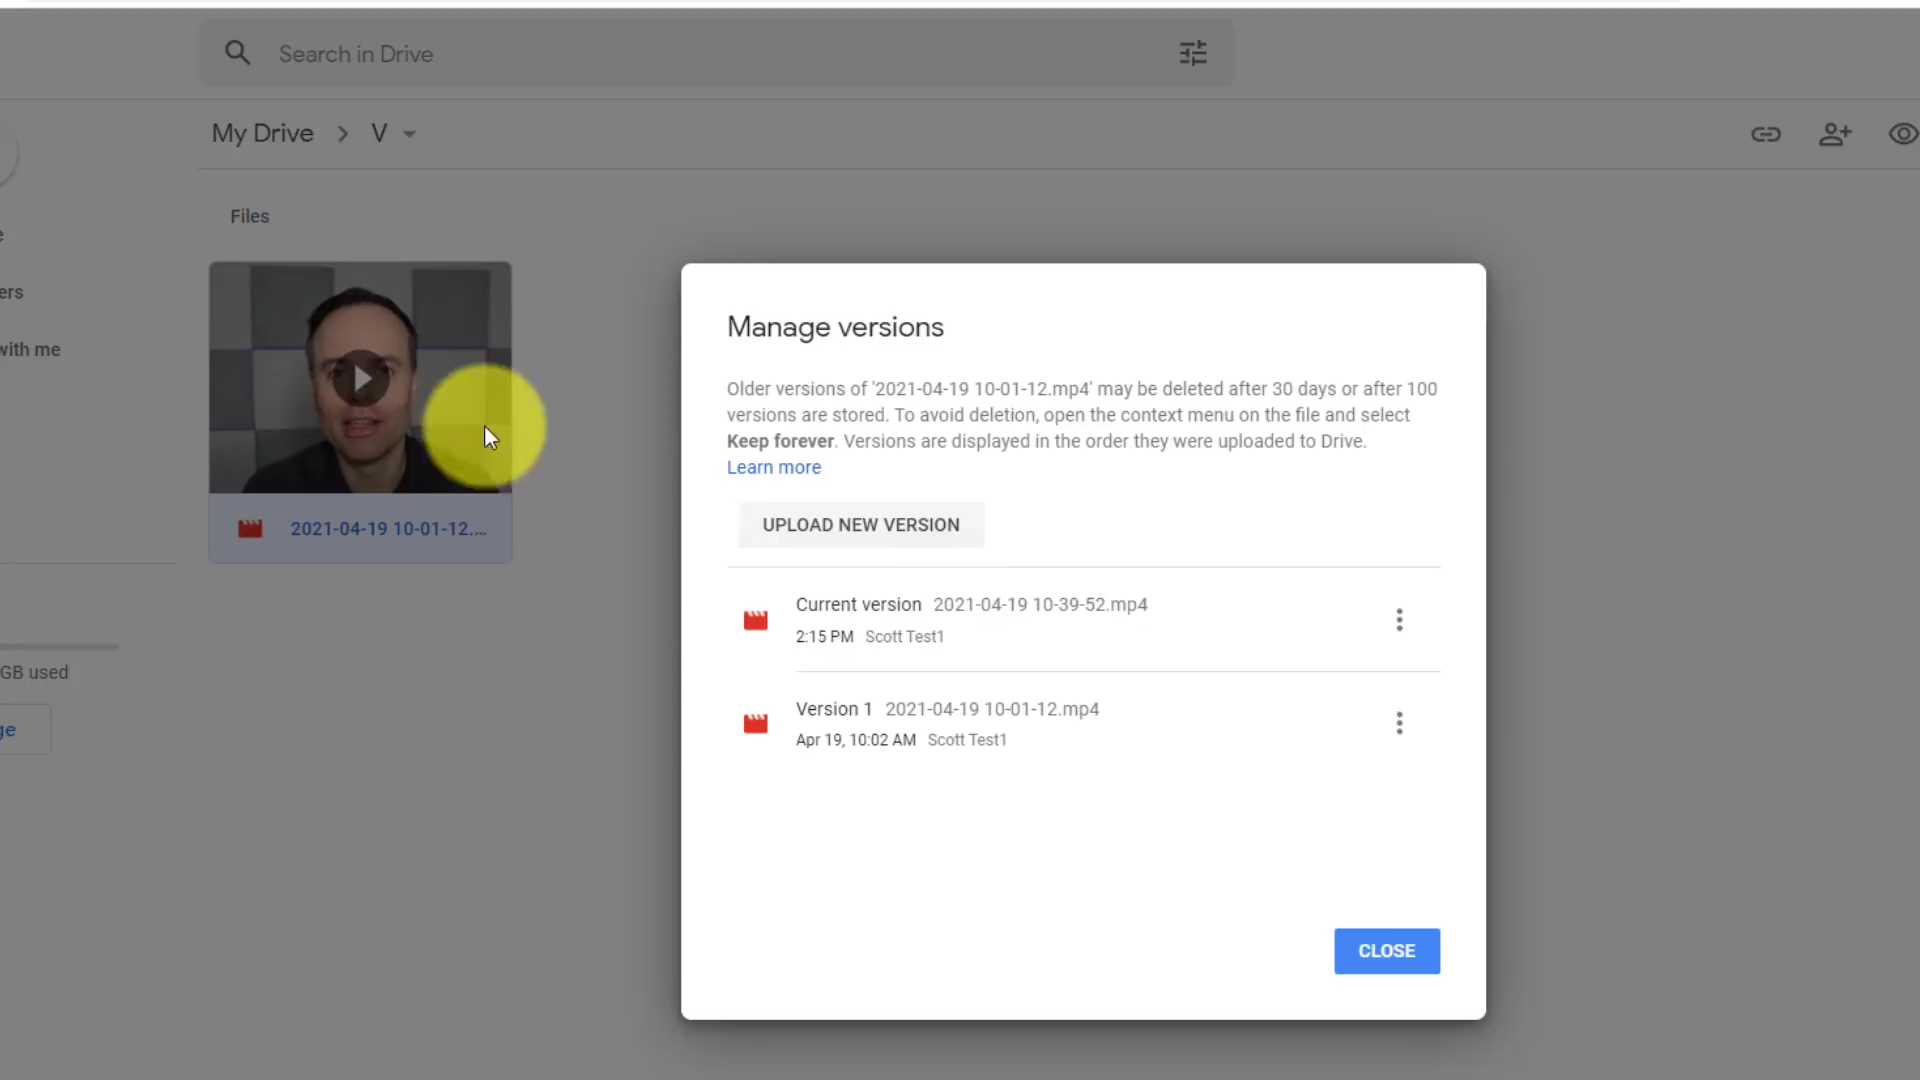 Search in Drive
My Drive > V
e
ers
with me
GB used
ge
Files
2021-04-19 10-01-12....
Manage versions
Older versions of '2021-04-19 10-01-12.mp4' may be deleted after 30 days or after 100
versions are stored. To avoid deletion, open the context menu on the file and select
Keep forever. Versions are displayed in the order they were uploaded to Drive.
Learn more
UPLOAD NEW VERSION
Current version 2021-04-19 10-39-52.mp4
2:15 PM Scott Test1
Version 1 2021-04-19 10-01-12.mp4
Apr 19, 10:02 AM Scott Test1
CLOSE